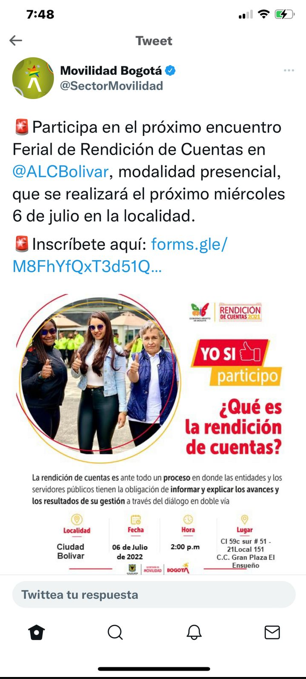 7:48
Tweet
Movilidad Bogotá
@SectorMovilidad
🚨Participa en el próximo encuentro
Ferial de Rendición de Cuentas en
@ALCBolivar, modalidad presencial,
que se realizará el próximo miércoles
6 de julio en la localidad.
🚨Inscríbete aquí: forms.gle/
M8FhYfQxT3d51Q...
RENDICIÓN
DE CUENTAS
YO SI
participo
¿Qué es
la rendición
de cuentas?
La rendición de cuentas es ante todo un proceso en donde las entidades y los
servidores públicos tienen la obligación de informar y explicar los avances y
los resultados de su gestión a través del diálogo en doble vía
Localidad
Ciudad
Bolivar
Fecha
06 de Julio
de 2022
Hora
2:00 p.m
Lugar
Cl 59c sur # 51 -
21Local 151
C.C. Gran Plaza El
Ensueño
MOVILIDAD
BOGOTÁ
Twittea tu respuesta